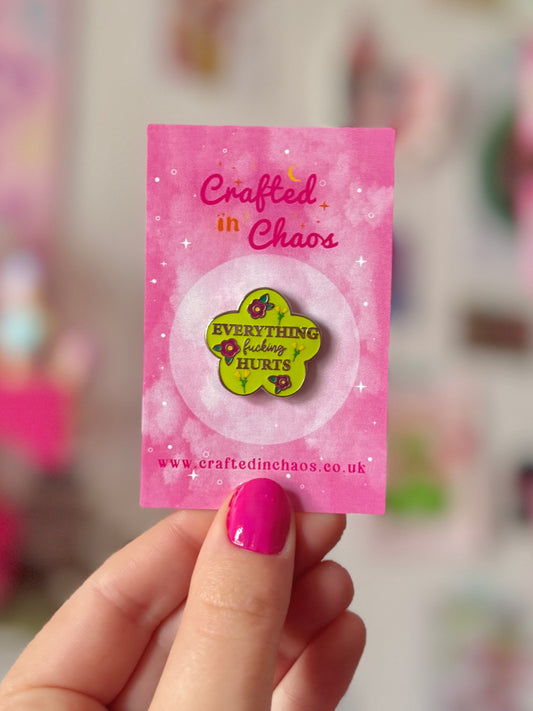 Crafted
in Chaos
EVERYTHING
fucking
HURTS
www.craftedinchaos.co.uk